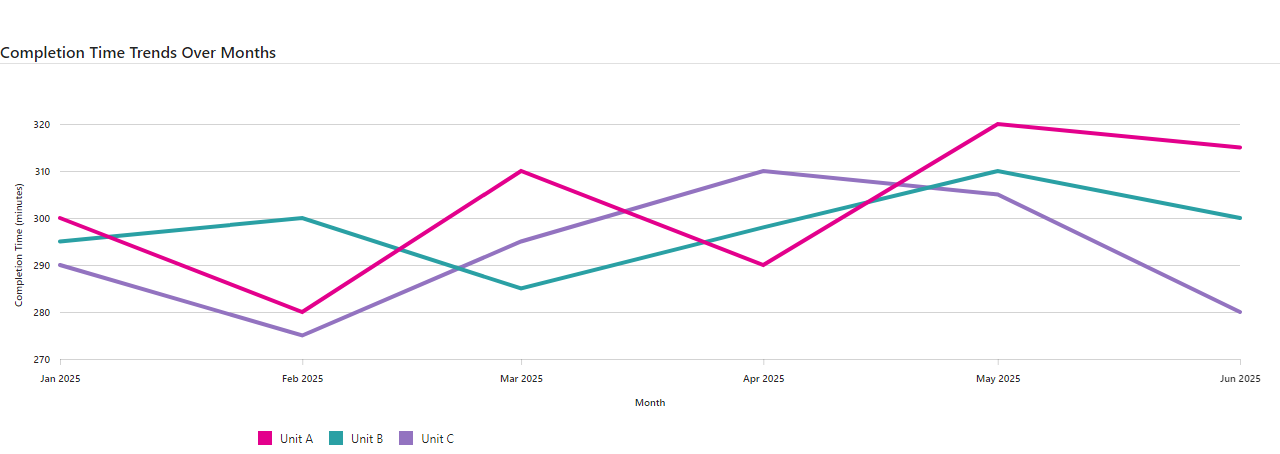 Completion Time Trends Over Months
320
310
300
290
280
270
Completion Time (minutes)
Jan 2025 Feb 2025 Mar 2025 Apr 2025 May 2025 Jun 2025
Month
Unit A Unit B Unit C